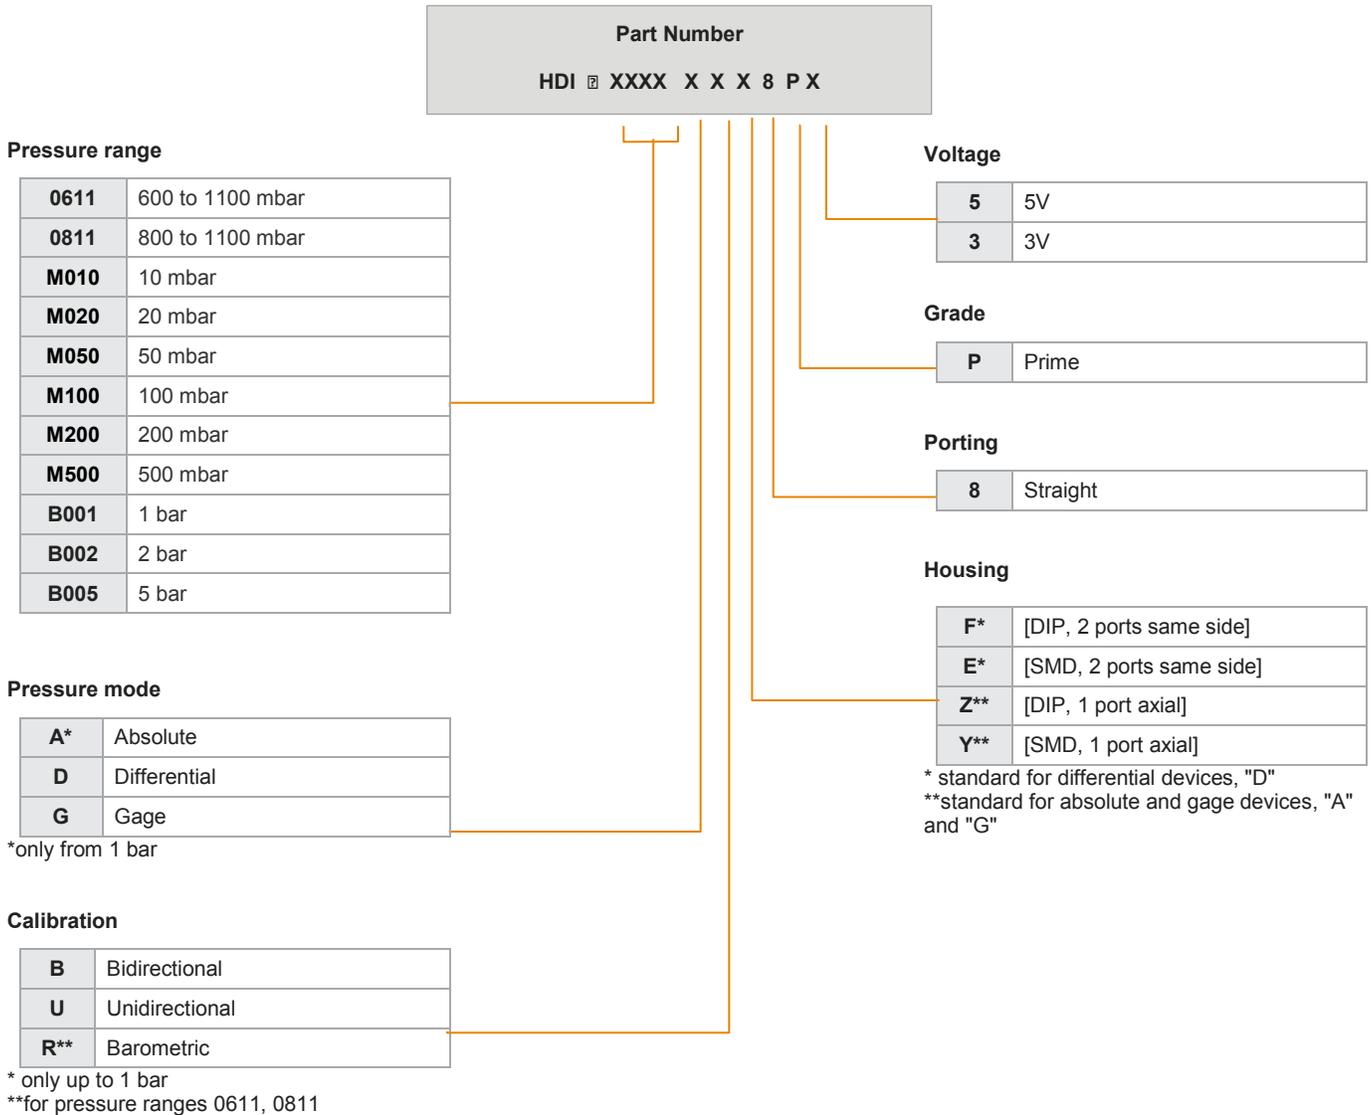 Part Number
HDI � XXXX X X X 8 P X
Pressure range
0611 600 to 1100 mbar
0811 800 to 1100 mbar
M010 10 mbar
M020 20 mbar
M050 50 mbar
M100 100 mbar
M200 200 mbar
M500 500 mbar
B001 1 bar
B002 2 bar
B005 5 bar
Pressure mode
A* Absolute
D Differential
G Gage
*only from 1 bar
Calibration
B Bidirectional
U Unidirectional
R** Barometric
* only up to 1 bar
**for pressure ranges 0611, 0811
Voltage
5 5V
3 3V
Grade
P Prime
Porting
8 Straight
Housing
F* [DIP, 2 ports same side]
E* [SMD, 2 ports same side]
Z** [DIP, 1 port axial]
Y** [SMD, 1 port axial]
* standard for differential devices, "D"
**standard for absolute and gage devices, "A"
and "G"